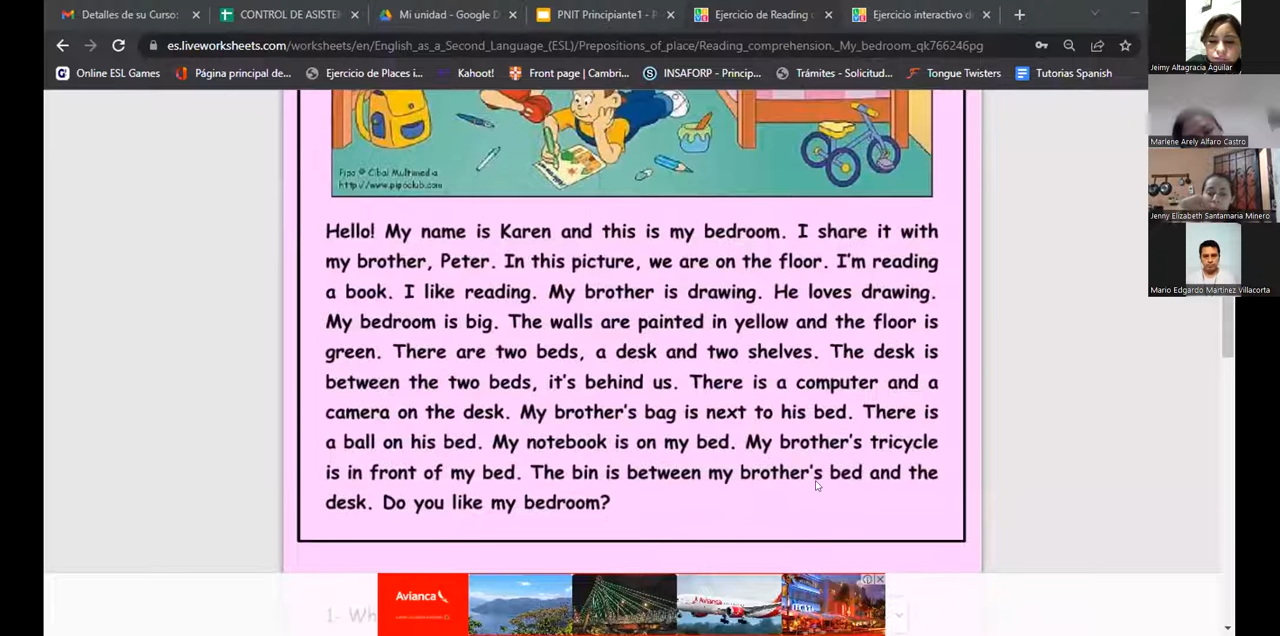 Detalles de su Curso:
CONTROL DE ASISTE
Mi unidad - Google D
PNIT Principiante1 - P
Ejercicio de Reading c
Ejercicio interactivo d
es.liveworksheets.com/worksheets/en/English_as_a_Second_Language_(ESL)/Prepositions_of_place/Reading_comprehension._My_bedroom_qk766246pg
Online ESL Games
Página principal de...
Ejercicio de Places i...
Kahoot!
Front page | Cambri...
INSAFORP - Princip...
Trámites - Solicitud...
Tongue Twisters
Tutorias Spanish
Jeimy Altagracia Aguilar
Marlene Arely Alfaro Castro
Jenny Elizabeth Santamaria Minero
Mario Edgardo Martinez Villacorta
Pipo © Cibal Multimedia
http://www.pipoclub.com
Hello! My name is Karen and this is my bedroom. I share it with
my brother, Peter. In this picture, we are on the floor. I'm reading
a book. I like reading. My brother is drawing. He loves drawing.
My bedroom is big. The walls are painted in yellow and the floor is
green. There are two beds, a desk and two shelves. The desk is
between the two beds, it's behind us. There is a computer and a
camera on the desk. My brother's bag is next to his bed. There is
a ball on his bed. My notebook is on my bed. My brother's tricycle
is in front of my bed. The bin is between my brother's bed and the
desk. Do you like my bedroom?
Avianca
1- Wh